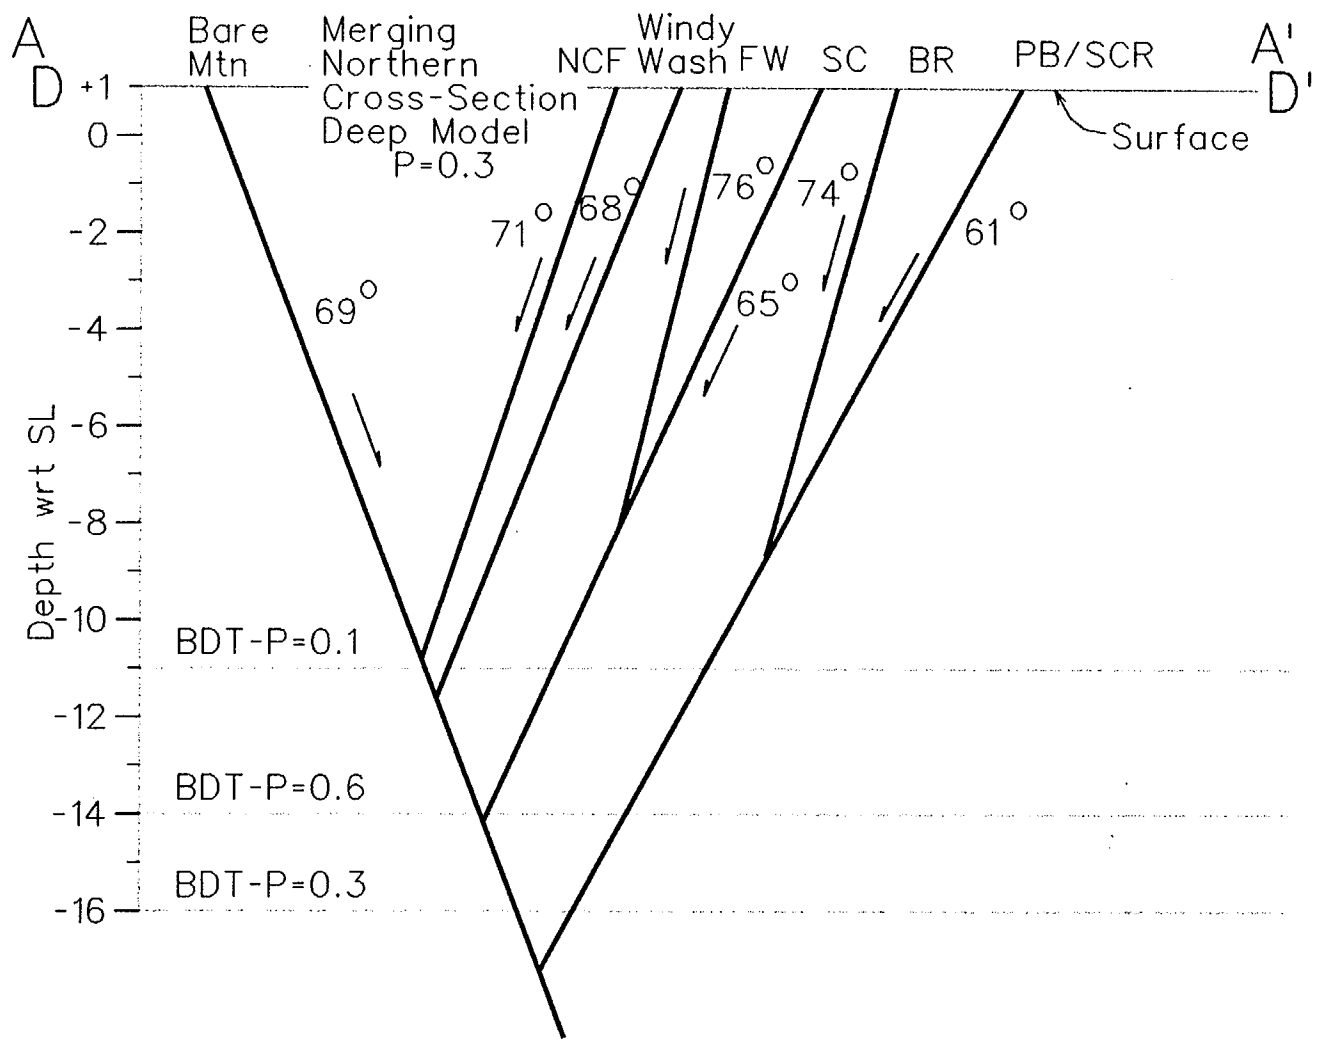 A
D
Bare
Mtn
Merging
Northern
Cross-Section
Deep Model
P=0.3
NCF
Windy
Wash
FW
SC
BR
PB/SCR
A'
D'
Surface
+1
0
-2
-4
-6
-8
-10
-12
-14
-16
Depth wrt SL
69°
71°
68°
76°
65°
74°
61°
BDT-P=0.1
BDT-P=0.6
BDT-P=0.3